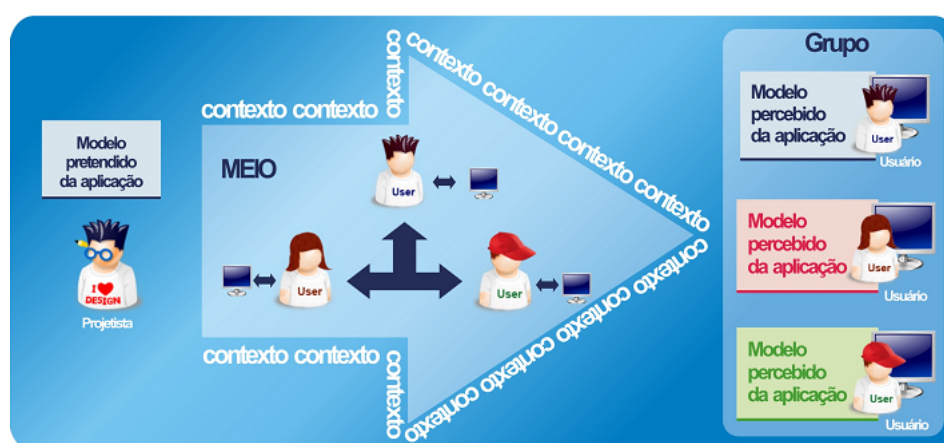 Modelo
pretendido
da aplicação
I ♥
DESIGN
Projetista
contexto contexto
contexto
contexto contexto contexto contexto
MEIO
User
User
User
contexto contexto
contexto
contexto contexto contexto contexto
Grupo
Modelo
percebido
da aplicação
User
Usuário
Modelo
percebido
da aplicação
User
Usuário
Modelo
percebido
da aplicação
User
Usuário